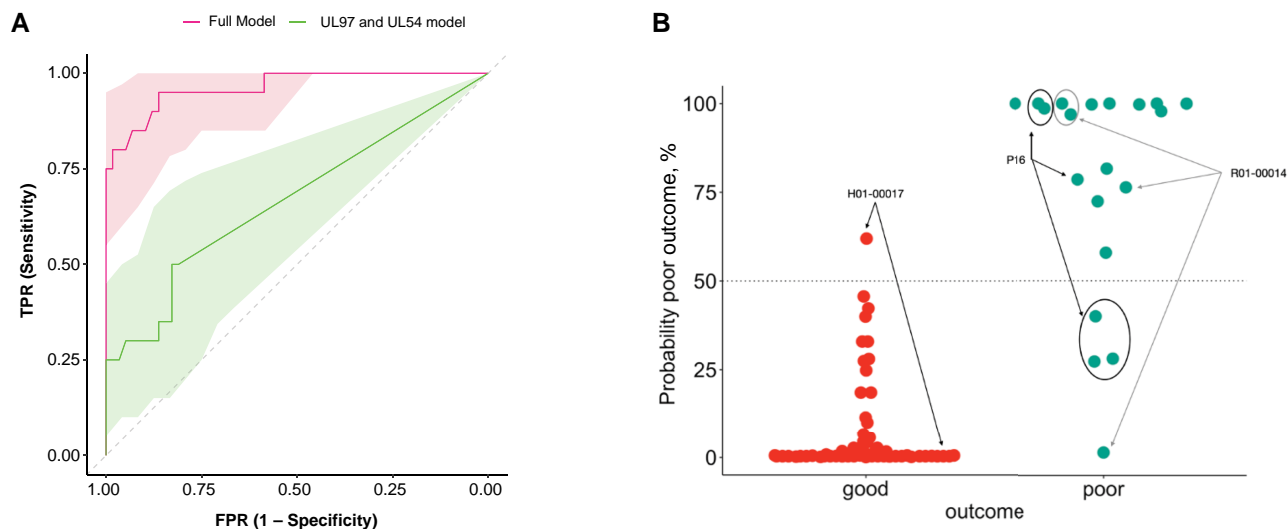 A
Full Model
UL97 and UL54 model
TPR (Sensitivity)
1.00
0.75
0.50
0.25
0.00
1.00
0.75
0.50
0.25
0.00
FPR (1 – Specificity)
B
Probability poor outcome, %
100
75
50
25
0
P16
R01-00014
H01-00017
good
poor
outcome